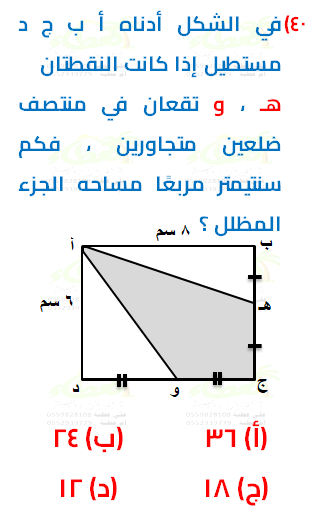 ٤٠) في الشكل أدناه أ ب ج د
مستطيل إذا كانت النقطتان
هـ ، و تقعان في منتصف
ضلعين متجاورين ، فكم
سنتيمتر مربعًا مساحه الجزء
المظلل ؟
٨ سم
أ
ب
٦ سم
هـ
د
و
ج
(أ) ٣٦
(ب) ٢٤
(ج) ١٨
(د) ١٢